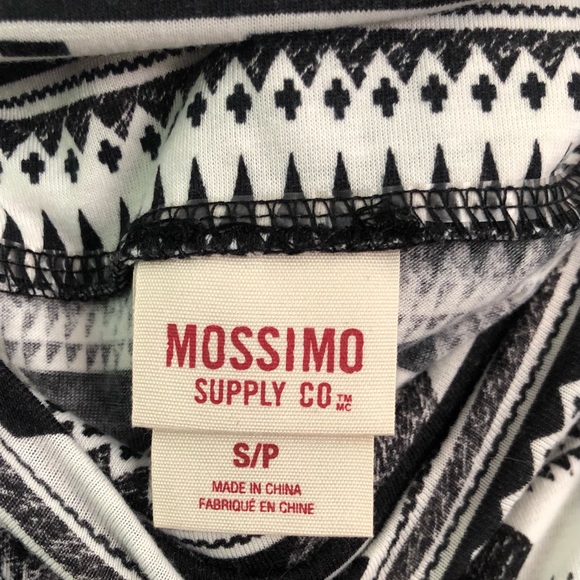 MOSSIMO
SUPPLY CO TM MC
S/P
MADE IN CHINA
FABRIQUÉ EN CHINE